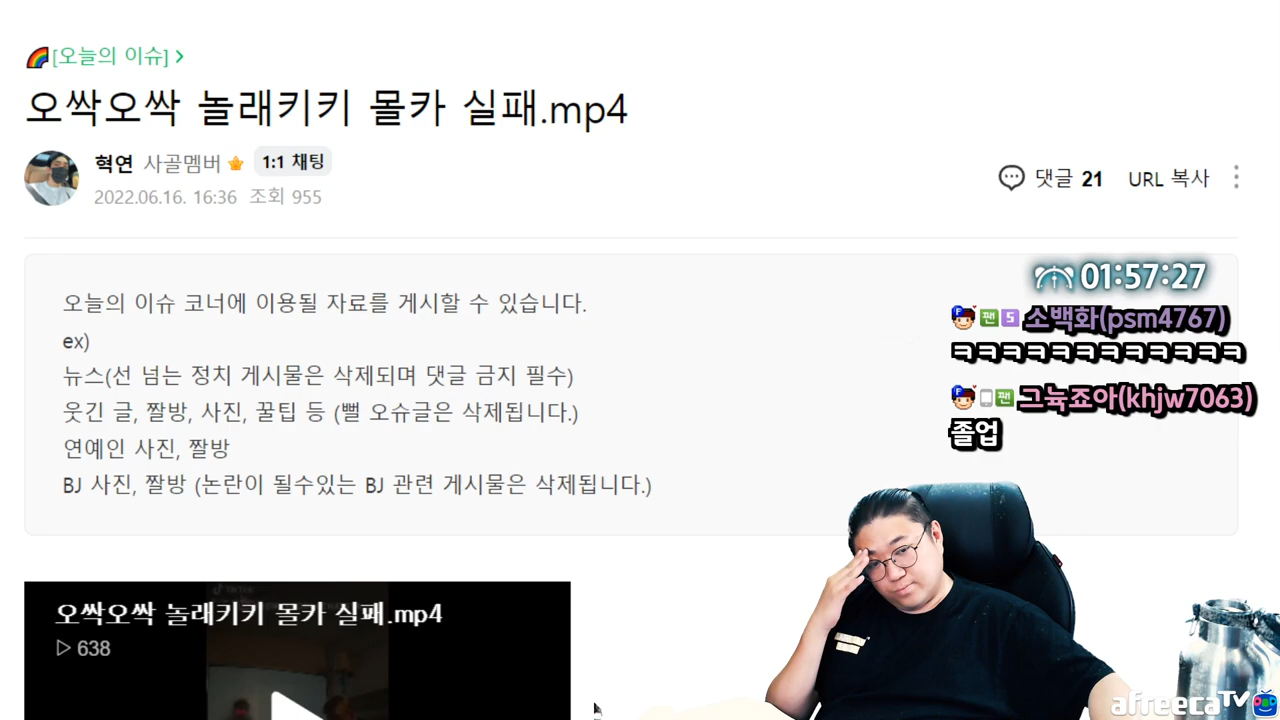 [오늘의 이슈] >
오싹오싹 놀래키키 몰카 실패.mp4
혁연 사골멤버 1:1 채팅
2022.06.16. 16:36 조회 955
댓글 21 URL 복사
오늘의 이슈 코너에 이용될 자료를 게시할 수 있습니다.
ex)
뉴스(선 넘는 정치 게시물은 삭제되며 댓글 금지 필수)
웃긴 글, 짤방, 사진, 꿀팁 등 (뻘 오슈글은 삭제됩니다.)
연예인 사진, 짤방
BJ 사진, 짤방 (논란이 될수있는 BJ 관련 게시물은 삭제됩니다.)
01:57:27
F 팬 5 소백화(psm4767)
ㅋㅋㅋㅋㅋㅋㅋㅋㅋㅋㅋㅋ
F 팬 그뉵죠아(khjw7063)
졸업
TikTok
오싹오싹 놀래키키 몰카 실패.mp4
638
afreecaTV